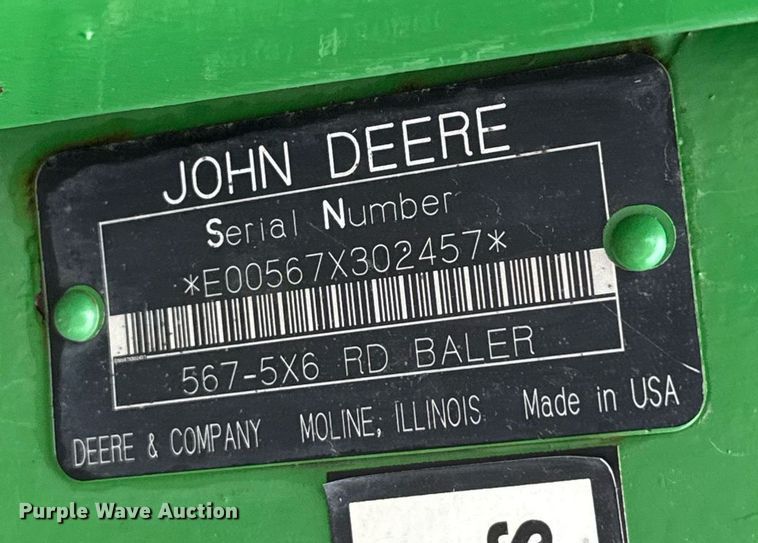 JOHN DEERE
Serial Number
*E00567X302457*
567-5X6 RD BALER
DEERE & COMPANY MOLINE, ILLINOIS Made in USA
Purple Wave Auction